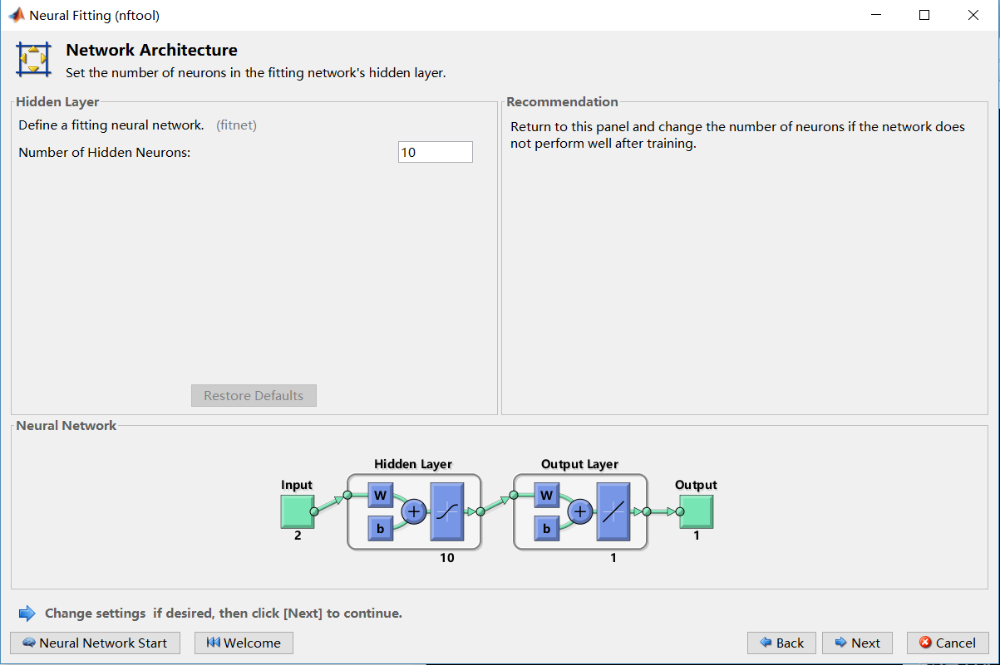 Neural Fitting (nftool)
Network Architecture
Set the number of neurons in the fitting network's hidden layer.
Hidden Layer
Define a fitting neural network. (fitnet)
Number of Hidden Neurons: 10
Restore Defaults
Recommendation
Return to this panel and change the number of neurons if the network does
not perform well after training.
Neural Network
Hidden Layer
Output Layer
Input
Output
W
W
b
b
2
1
10
1
Change settings if desired, then click [Next] to continue.
Neural Network Start
Welcome
Back
Next
Cancel